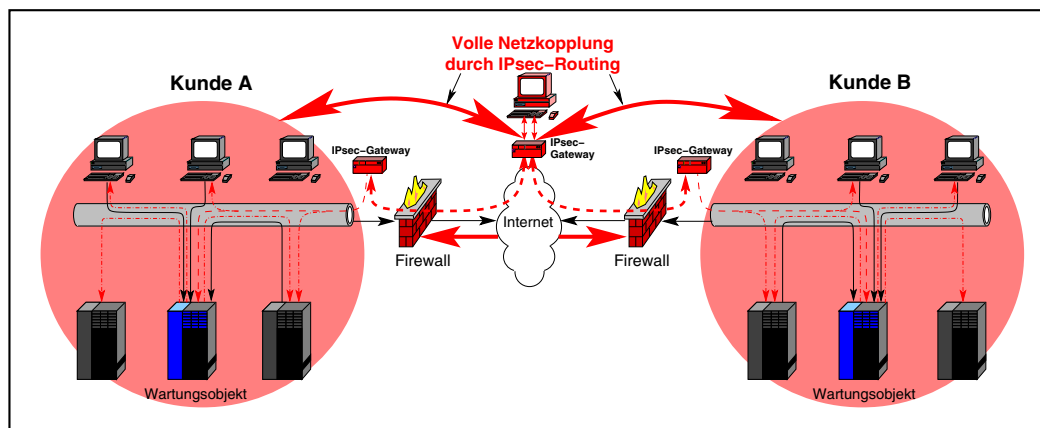 Volle Netzkopplung
durch IPsec−Routing
Kunde A
Kunde B
IPsec−Gateway
IPsec−
Gateway
IPsec−Gateway
Internet
Firewall
Firewall
Wartungsobjekt
Wartungsobjekt